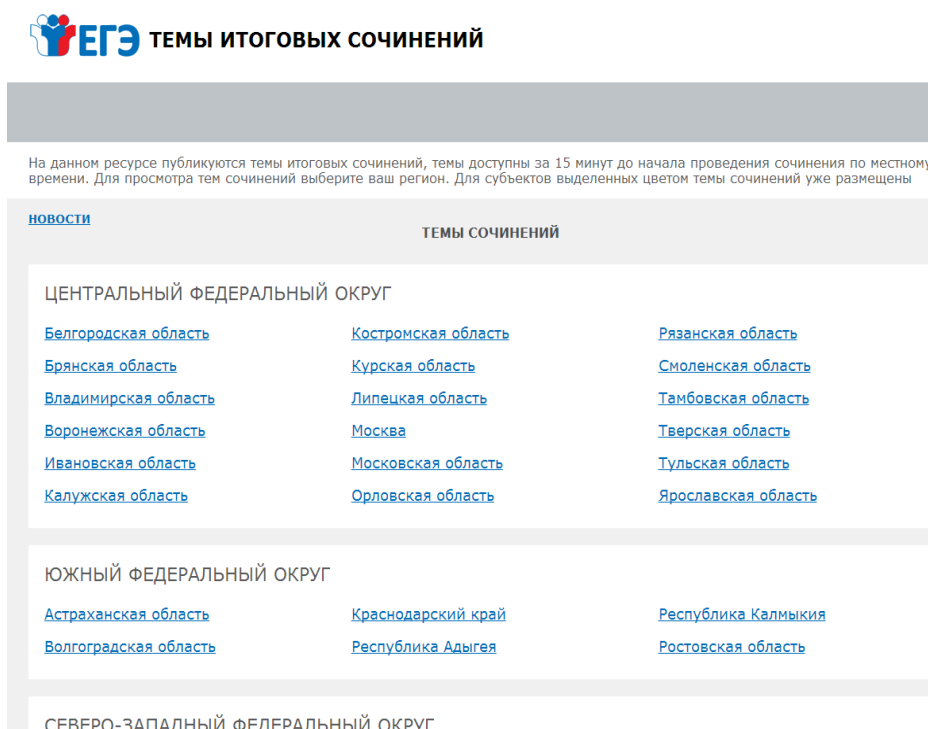 ЕГЭ ТЕМЫ ИТОГОВЫХ СОЧИНЕНИЙ
На данном ресурсе публикуются темы итоговых сочинений, темы доступны за 15 минут до начала проведения сочинения по местному
времени. Для просмотра тем сочинений выберите ваш регион. Для субъектов выделенных цветом темы сочинений уже размещены
НОВОСТИ
ТЕМЫ СОЧИНЕНИЙ
ЦЕНТРАЛЬНЫЙ ФЕДЕРАЛЬНЫЙ ОКРУГ
Белгородская область Костромская область Рязанская область
Брянская область Курская область Смоленская область
Владимирская область Липецкая область Тамбовская область
Воронежская область Москва Тверская область
Ивановская область Московская область Тульская область
Калужская область Орловская область Ярославская область
ЮЖНЫЙ ФЕДЕРАЛЬНЫЙ ОКРУГ
Астраханская область Краснодарский край Республика Калмыкия
Волгоградская область Республика Адыгея Ростовская область
СЕВЕРО-ЗАПАДНЫЙ ФЕДЕРАЛЬНЫЙ ОКРУГ